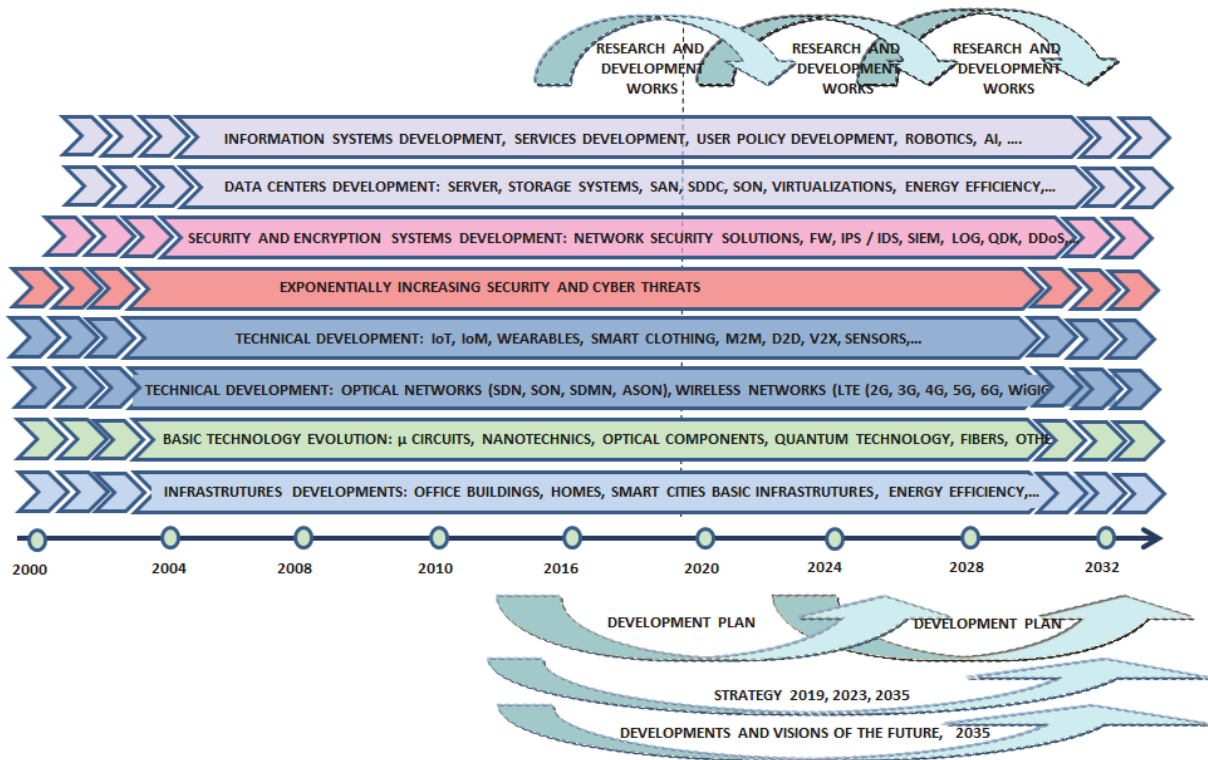 RESEARCH AND
DEVELOPMENT
WORKS
RESEARCH AND
DEVELOPMENT
WORKS
RESEARCH AND
DEVELOPMENT
WORKS
INFORMATION SYSTEMS DEVELOPMENT, SERVICES DEVELOPMENT, USER POLICY DEVELOPMENT, ROBOTICS, AI, ....
DATA CENTERS DEVELOPMENT: SERVER, STORAGE SYSTEMS, SAN, SDDC, SON, VIRTUALIZATIONS, ENERGY EFFICIENCY,...
SECURITY AND ENCRYPTION SYSTEMS DEVELOPMENT: NETWORK SECURITY SOLUTIONS, FW, IPS / IDS, SIEM, LOG, QDK, DDoS,...
EXPONENTIALLY INCREASING SECURITY AND CYBER THREATS
TECHNICAL DEVELOPMENT: IoT, IoM, WEARABLES, SMART CLOTHING, M2M, D2D, V2X, SENSORS,...
TECHNICAL DEVELOPMENT: OPTICAL NETWORKS (SDN, SON, SDMN, ASON), WIRELESS NETWORKS (LTE (2G, 3G, 4G, 5G, 6G, WiGIG
BASIC TECHNOLOGY EVOLUTION: µ CIRCUITS, NANOTECHNICS, OPTICAL COMPONENTS, QUANTUM TECHNOLOGY, FIBERS, OTHE
INFRASTRUTURES DEVELOPMENTS: OFFICE BUILDINGS, HOMES, SMART CITIES BASIC INFRASTRUTURES, ENERGY EFFICIENCY,...
2000 2004 2008 2010 2016 2020 2024 2028 2032
DEVELOPMENT PLAN
DEVELOPMENT PLAN
STRATEGY 2019, 2023, 2035
DEVELOPMENTS AND VISIONS OF THE FUTURE, 2035